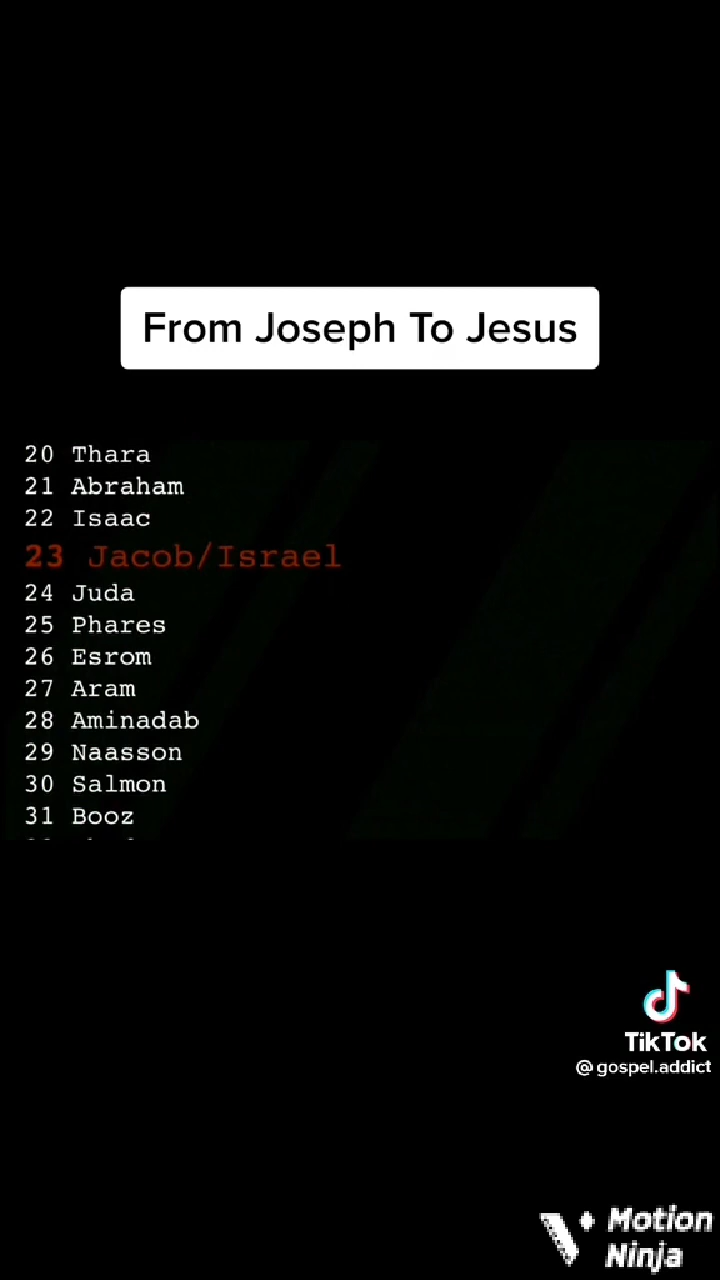 From Joseph To Jesus
20 Thara
21 Abraham
22 Isaac
23 Jacob/Israel
24 Juda
25 Phares
26 Esrom
27 Aram
28 Aminadab
29 Naasson
30 Salmon
31 Booz
TikTok
@gospel.addict
Motion
Ninja